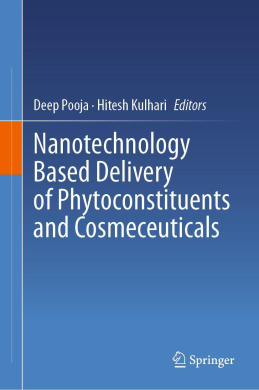 Deep Pooja · Hitesh Kulhari Editors
Nanotechnology
Based Delivery
of Phytoconstituents
and Cosmeceuticals
Springer